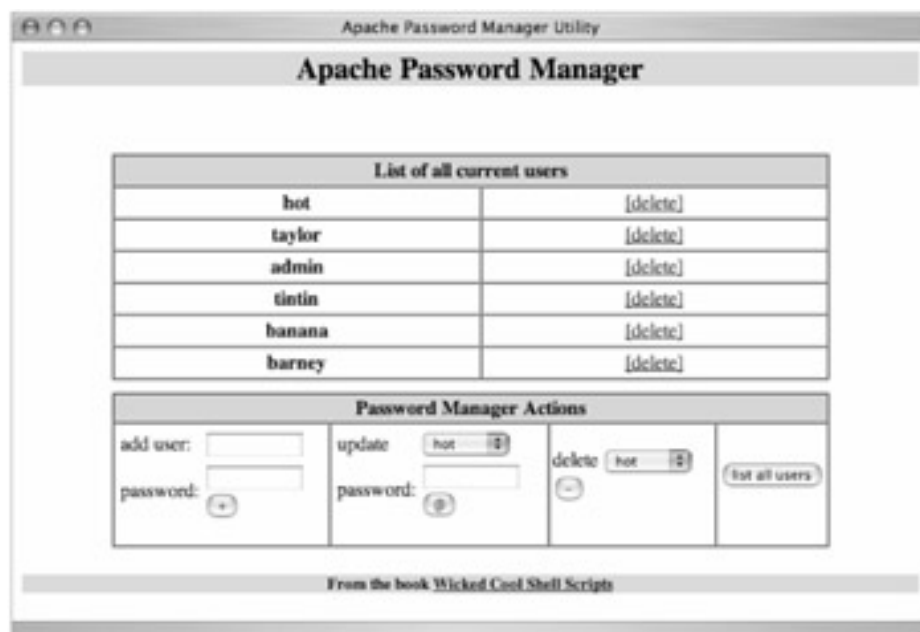 Apache Password Manager Utility
Apache Password Manager
List of all current users
hot [delete]
taylor [delete]
admin [delete]
tintin [delete]
banana [delete]
barney [delete]
Password Manager Actions
add user:
password:
+
update hot
password:
@
delete hot
-
list all users
From the book Wicked Cool Shell Scripts